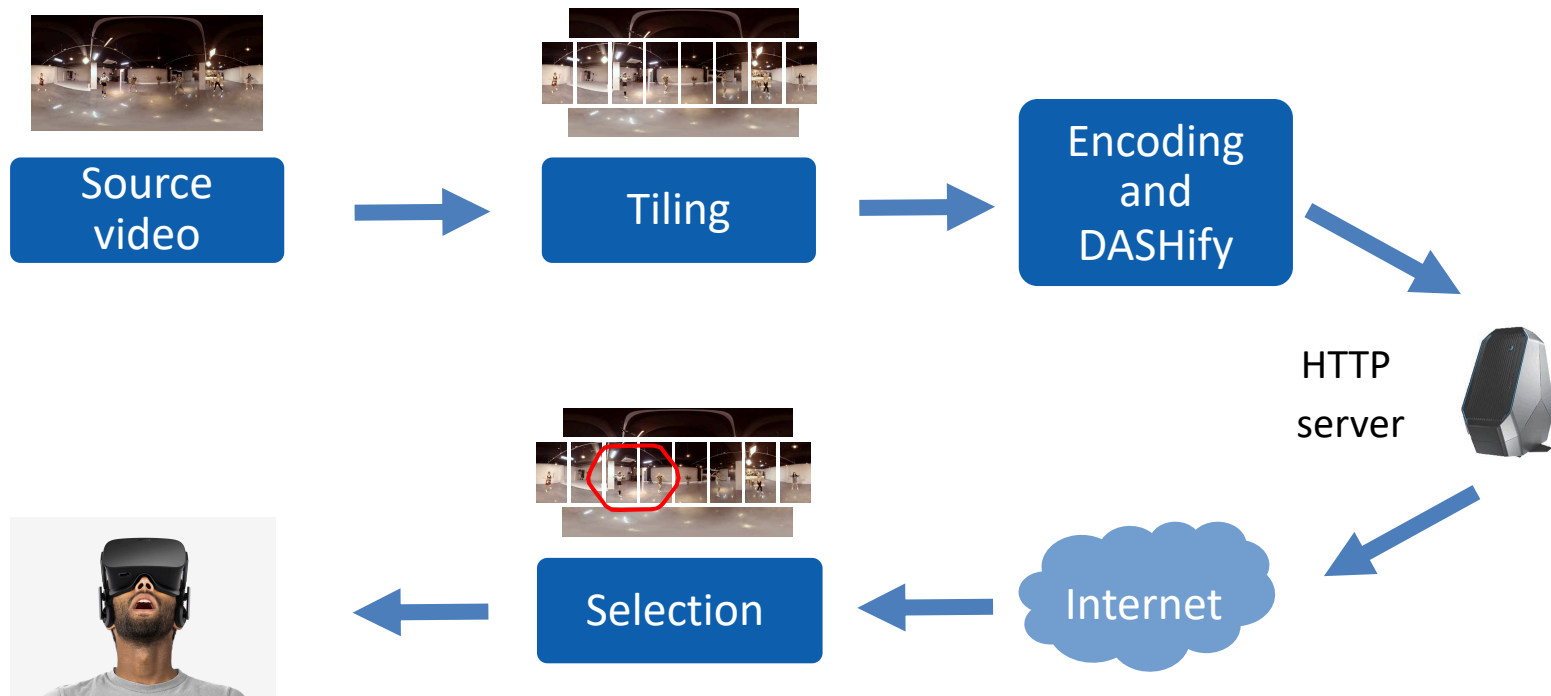 Source
video
Tiling
Encoding
and
DASHify
HTTP
server
Internet
Selection